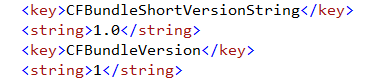 <key>CFBundleShortVersionString</key>
<string>1.0</string>
<key>CFBundleVersion</key>
<string>1</string>